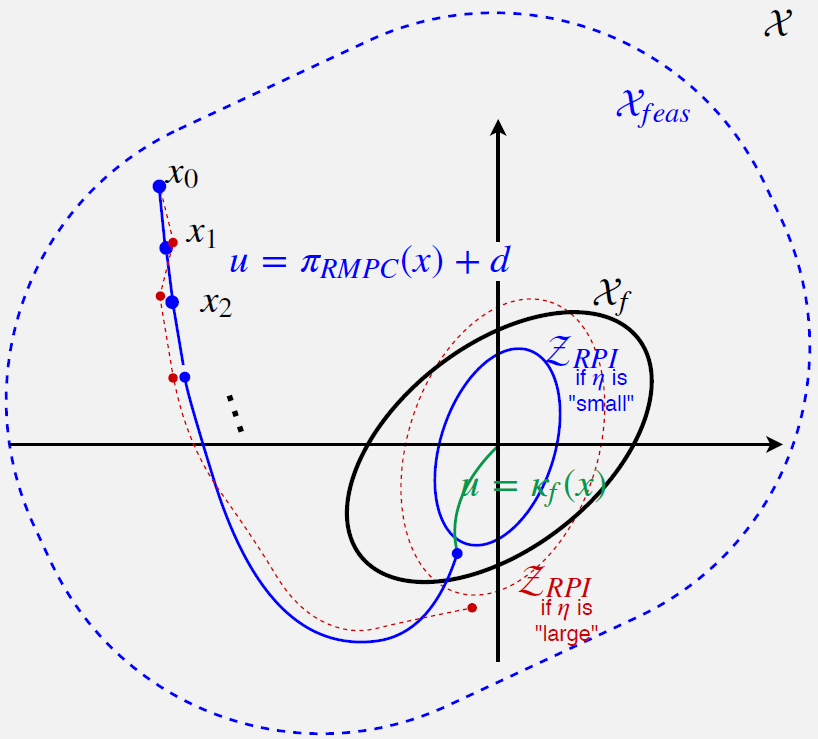 𝒳
𝒳_feas
x_0
x_1
u = π_RMPC(x) + d
x_2
𝒳_f
𝒵_RPI
if η is
"small"
u = κ_f(x)
𝒵_RPI
if η is
"large"